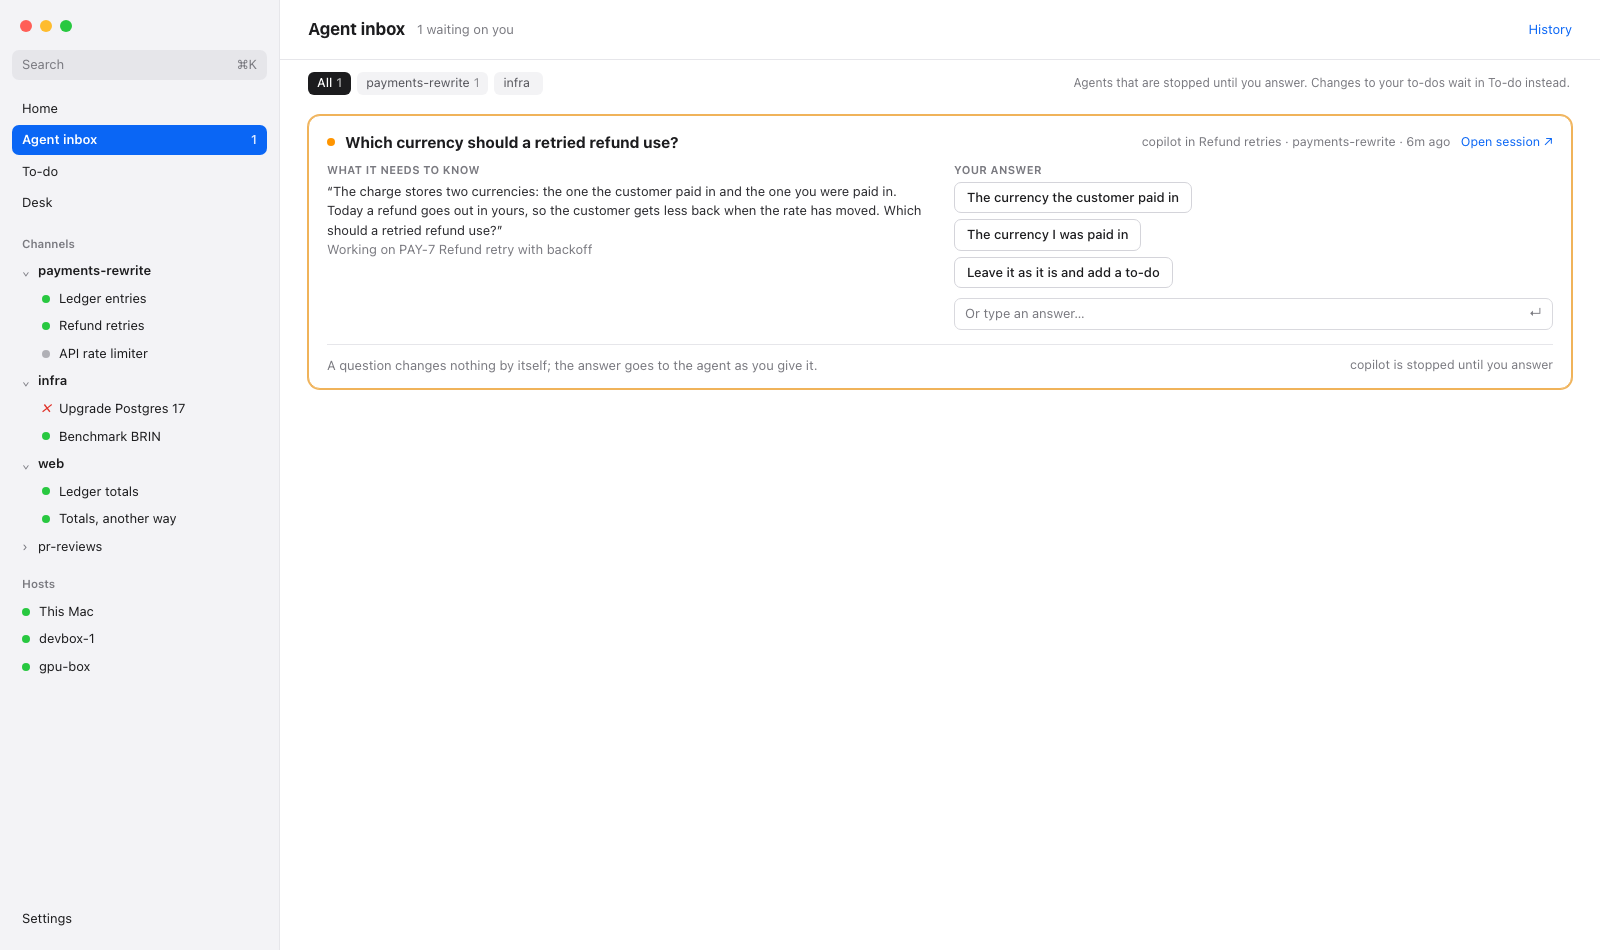 Search ⌘K
Home
Agent inbox 1
To-do
Desk
Channels
payments-rewrite
Ledger entries
Refund retries
API rate limiter
infra
Upgrade Postgres 17
Benchmark BRIN
web
Ledger totals
Totals, another way
pr-reviews
Hosts
This Mac
devbox-1
gpu-box
Settings
Agent inbox 1 waiting on you
History
All 1 payments-rewrite 1 infra
Agents that are stopped until you answer. Changes to your to-dos wait in To-do instead.
Which currency should a retried refund use?
copilot in Refund retries · payments-rewrite · 6m ago Open session ↗
WHAT IT NEEDS TO KNOW
“The charge stores two currencies: the one the customer paid in and the one you were paid in.
Today a refund goes out in yours, so the customer gets less back when the rate has moved. Which
should a retried refund use?”
Working on PAY-7 Refund retry with backoff
YOUR ANSWER
The currency the customer paid in
The currency I was paid in
Leave it as it is and add a to-do
Or type an answer...
A question changes nothing by itself; the answer goes to the agent as you give it.
copilot is stopped until you answer